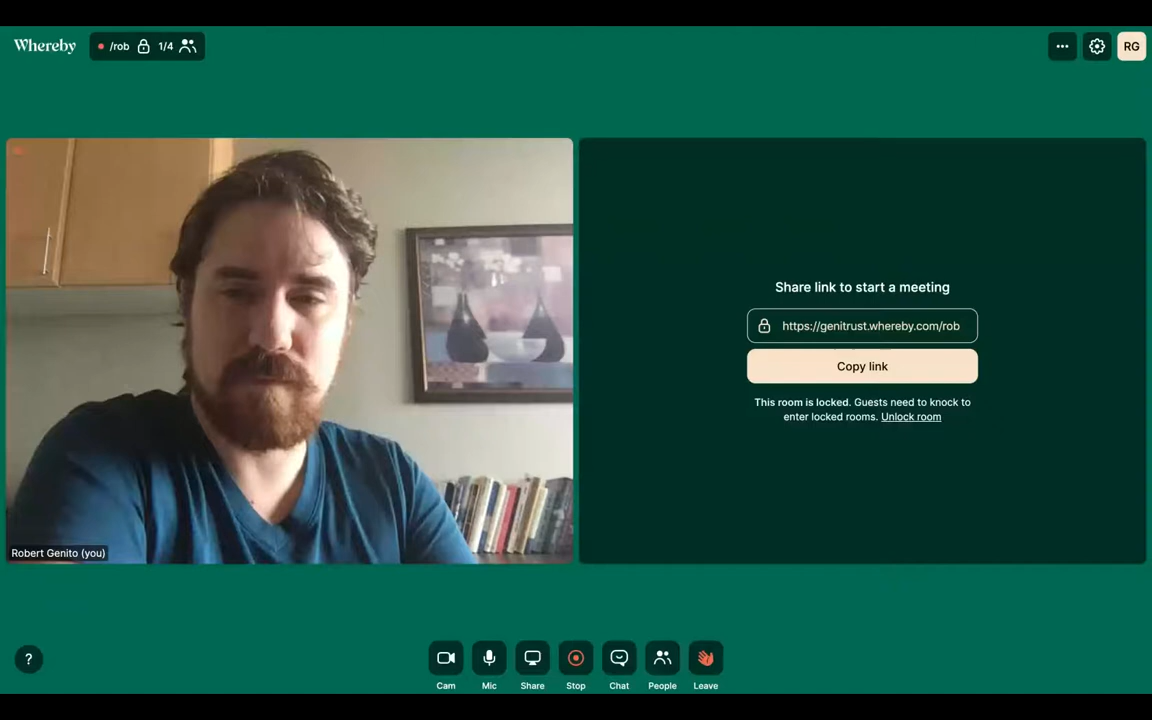 Whereby
/rob 1/4
RG
Share link to start a meeting
https://genitrust.whereby.com/rob
Copy link
This room is locked. Guests need to knock to
enter locked rooms. Unlock room
Robert Genito (you)
?
Cam Mic Share Stop Chat People Leave